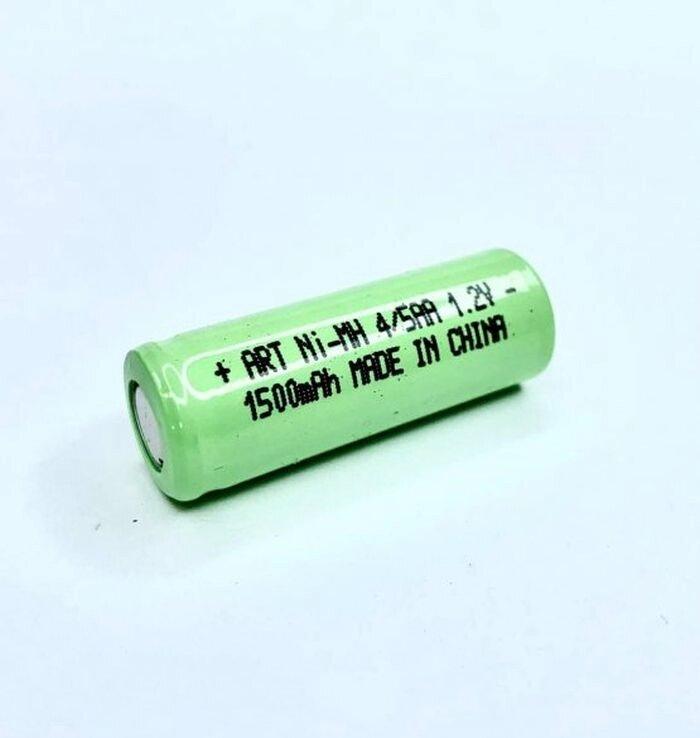 + ART Ni-MH 4/5AA 1.2V -
1500mAh MADE IN CHINA